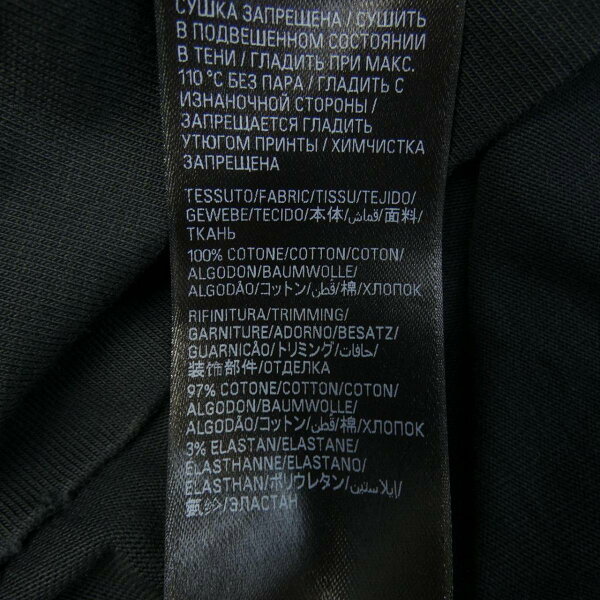 СУШКА ЗАПРЕЩЕНА / СУШИТЬ
В ПОДВЕШЕННОМ СОСТОЯНИИ
В ТЕНИ / ГЛАДИТЬ ПРИ МАКС.
110 °C БЕЗ ПАРА / ГЛАДИТЬ С
ИЗНАНОЧНОЙ СТОРОНЫ /
ЗАПРЕЩАЕТСЯ ГЛАДИТЬ
УТЮГОМ ПРИНТЫ / ХИМЧИСТКА
ЗАПРЕЩЕНА
TESSUTO/FABRIC/TISSU/TEJIDO/
GEWEBE/TECIDO/本体/قماش/面料/
ТКАНЬ
100% COTONE/COTTON/COTON/
ALGODON/BAUMWOLLE/
ALGODÃO/コットン/قطن/棉/ХЛОПОК
RIFINITURA/TRIMMING/
GARNITURE/ADORNO/BESATZ/
GUARNICÃO/トリミング/حافات/
装饰部件/ОТДЕЛКА
97% COTONE/COTTON/COTON/
ALGODON/BAUMWOLLE/
ALGODÃO/コットン/قطن/棉/ХЛОПОК
3% ELASTAN/ELASTANE/
ELASTHANNE/ELASTANO/
ELASTHAN/ポリウレタン/إيلاستين/
氨纶/ЭЛАСТАН